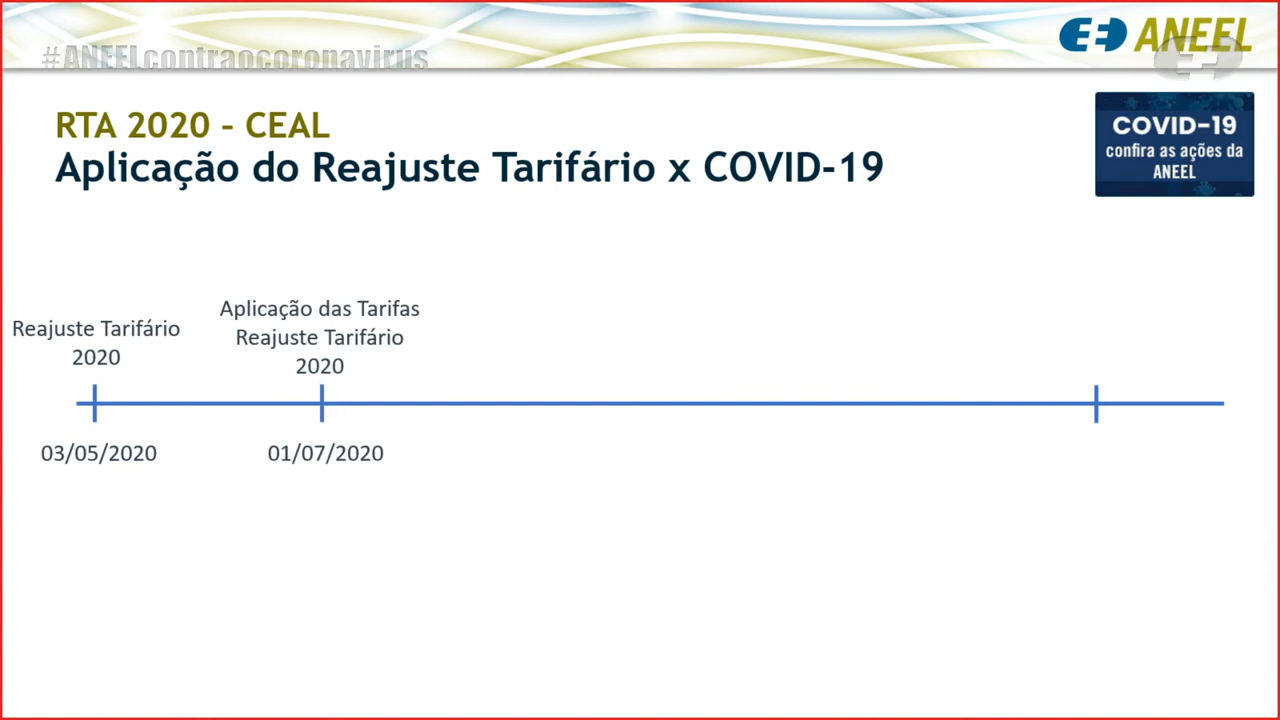 #ANEELcontraocoronavirus
ANEEL
RTA 2020 - CEAL
Aplicação do Reajuste Tarifário x COVID-19
COVID-19
confira as ações da
ANEEL
Reajuste Tarifário
2020
Aplicação das Tarifas
Reajuste Tarifário
2020
03/05/2020
01/07/2020